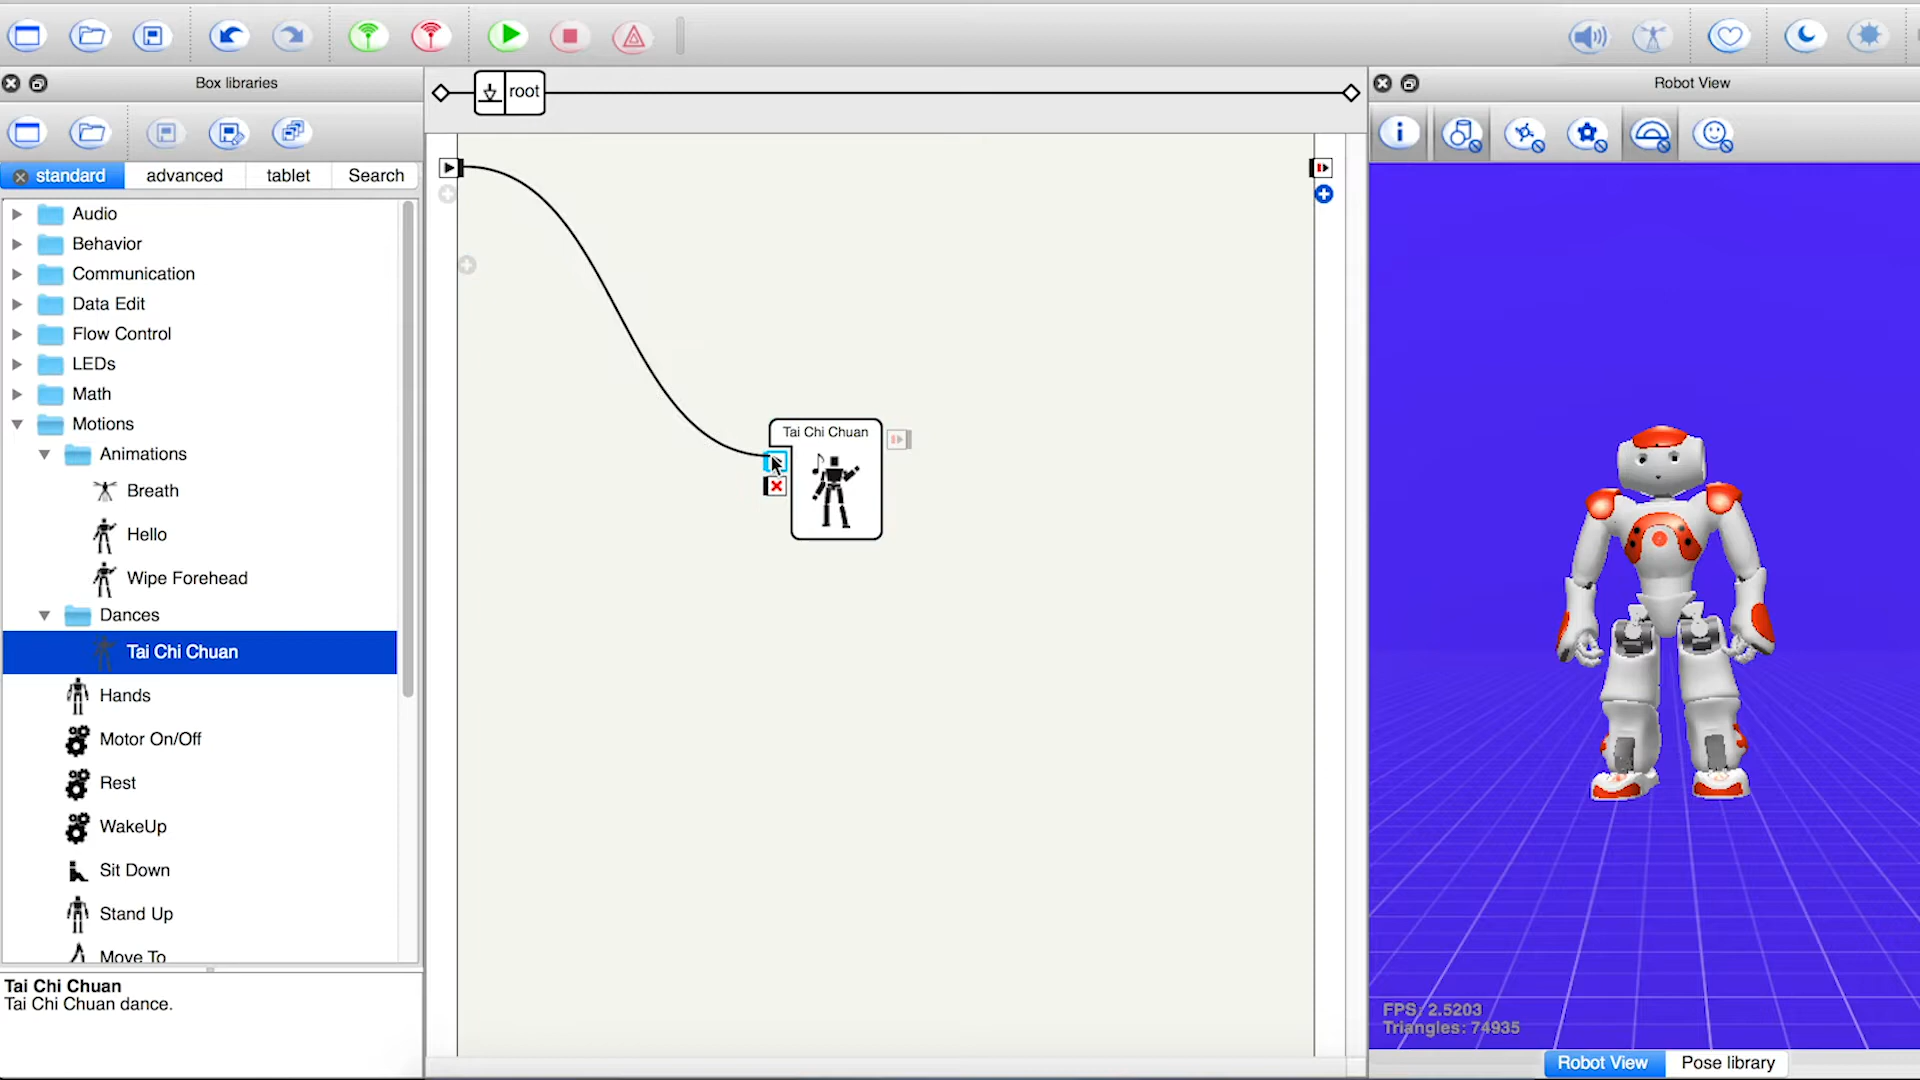 Box libraries
root
Robot View
standard
advanced
tablet
Search
Audio
Behavior
Communication
Data Edit
Flow Control
LEDs
Math
Motions
Animations
Breath
Hello
Wipe Forehead
Dances
Tai Chi Chuan
Hands
Motor On/Off
Rest
WakeUp
Sit Down
Stand Up
Move To
Tai Chi Chuan
Tai Chi Chuan dance.
Tai Chi Chuan
FPS: 2.5203
Triangles: 74935
Robot View
Pose library